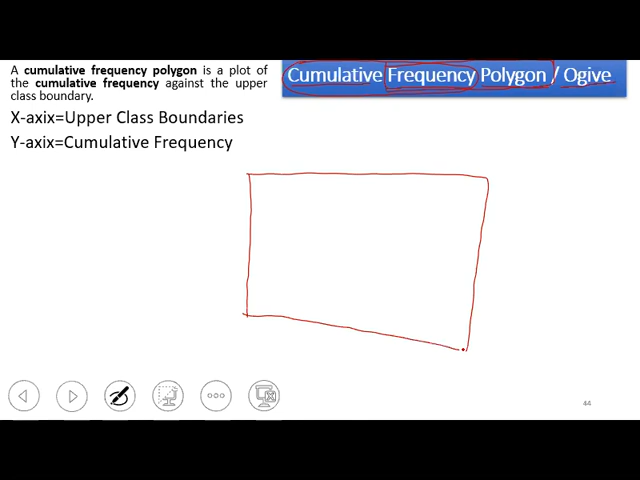 A cumulative frequency polygon is a plot of
the cumulative frequency against the upper
class boundary.
Cumulative Frequency Polygon / Ogive
X-axix=Upper Class Boundaries
Y-axix=Cumulative Frequency
44